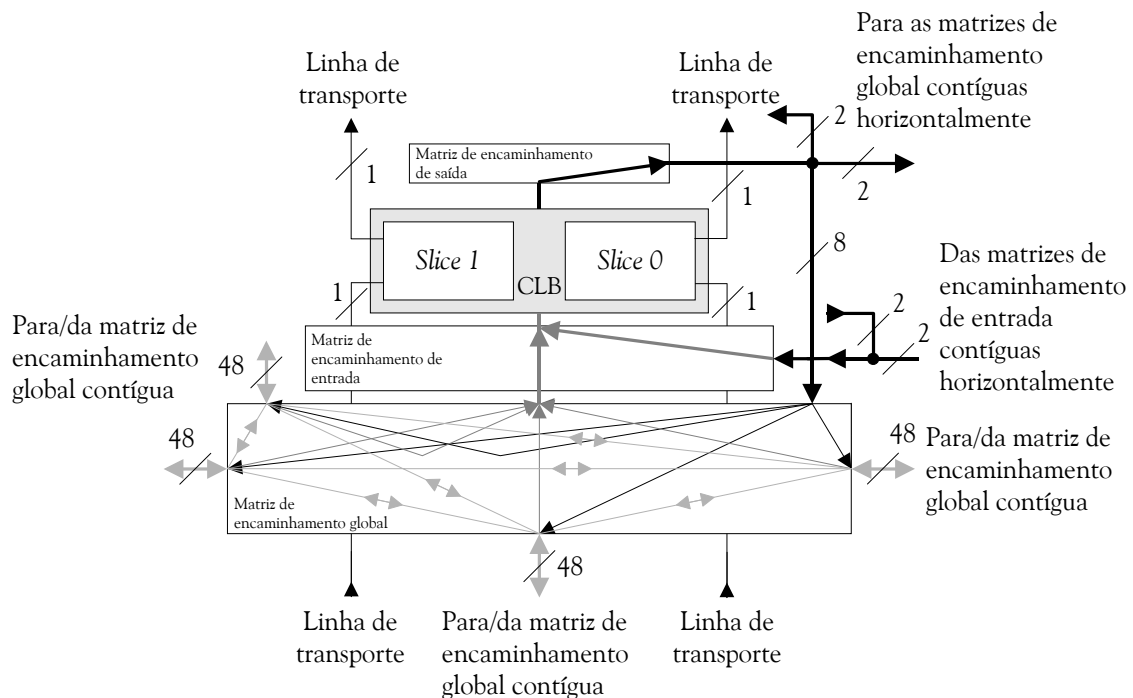 Para as matrizes de
encaminhamento
global contíguas
horizontalmente
Linha de
transporte
Linha de
transporte
2
2
Matriz de encaminhamento
de saída
1
1
8
Slice 1
Slice 0
CLB
1
1
Das matrizes de
encaminhamento
de entrada
contíguas
horizontalmente
2
2
Para/da matriz de
encaminhamento
global contígua
48
Matriz de
encaminhamento de
entrada
48
48
Para/da matriz de
encaminhamento
global contígua
Matriz de
encaminhamento global
48
Linha de
transporte
Para/da matriz de
encaminhamento
global contígua
Linha de
transporte